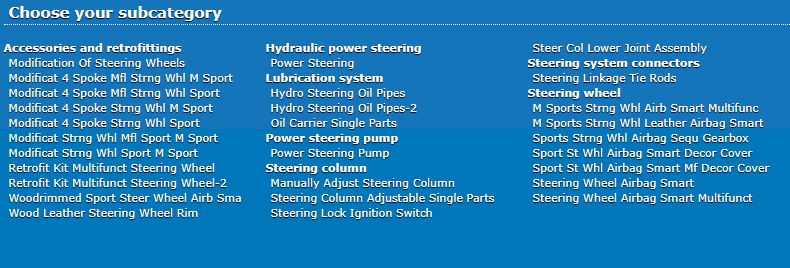 Choose your subcategory
Accessories and retrofittings
Modification Of Steering Wheels
Modificat 4 Spoke Mfl Strng Whl M Sport
Modificat 4 Spoke Mfl Strng Whl Sport
Modificat 4 Spoke Strng Whl M Sport
Modificat 4 Spoke Strng Whl Sport
Modificat Strng Whl Mfl Sport M Sport
Modificat Strng Whl Sport M Sport
Retrofit Kit Multifunct Steering Wheel
Retrofit Kit Multifunct Steering Wheel-2
Woodrimmed Sport Steer Wheel Airb Sma
Wood Leather Steering Wheel Rim
Hydraulic power steering
Power Steering
Lubrication system
Hydro Steering Oil Pipes
Hydro Steering Oil Pipes-2
Oil Carrier Single Parts
Power steering pump
Power Steering Pump
Steering column
Manually Adjust Steering Column
Steering Column Adjustable Single Parts
Steering Lock Ignition Switch
Steer Col Lower Joint Assembly
Steering system connectors
Steering Linkage Tie Rods
Steering wheel
M Sports Strng Whl Airb Smart Multifunc
M Sports Strng Whl Leather Airbag Smart
Sports Strng Whl Airbag Sequ Gearbox
Sport St Whl Airbag Smart Decor Cover
Sport St Whl Airbag Smart Mf Decor Cover
Steering Wheel Airbag Smart
Steering Wheel Airbag Smart Multifunct